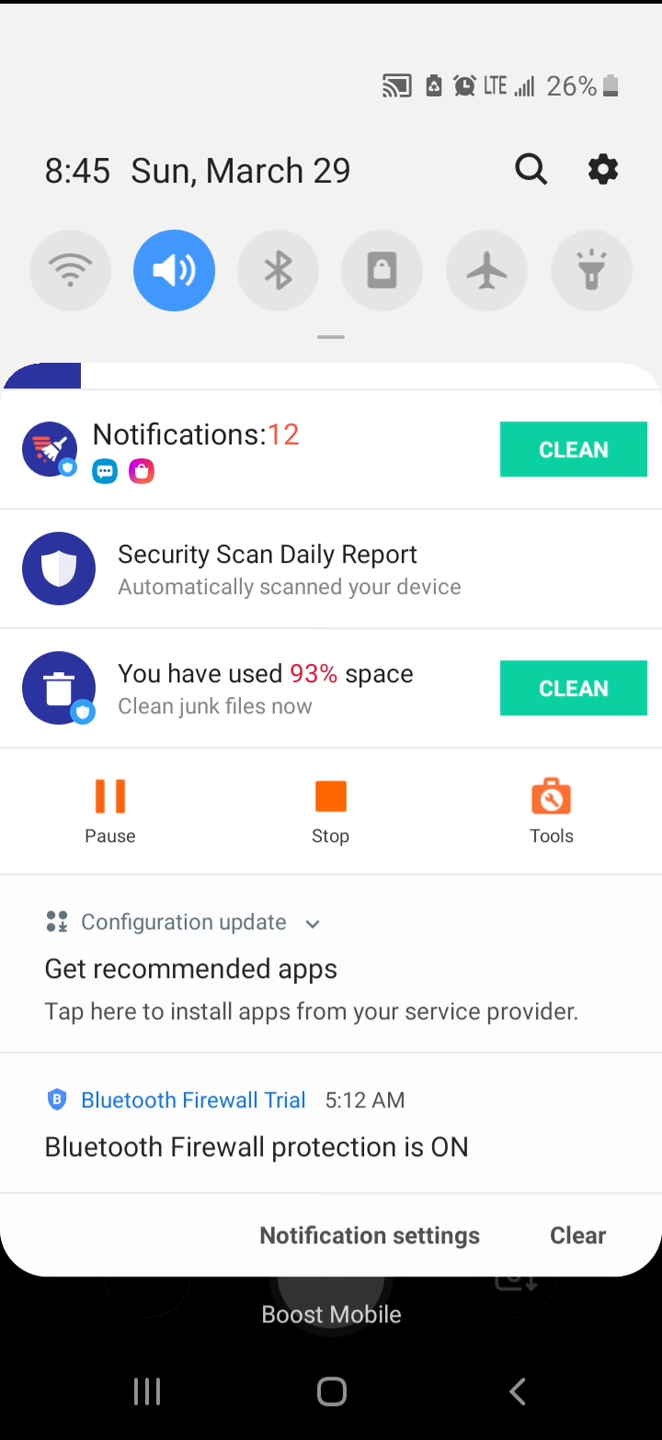 LTE 26%
8:45 Sun, March 29
Notifications:12
CLEAN
Security Scan Daily Report
Automatically scanned your device
You have used 93% space
Clean junk files now
CLEAN
Pause Stop Tools
Configuration update
Get recommended apps
Tap here to install apps from your service provider.
B Bluetooth Firewall Trial 5:12 AM
Bluetooth Firewall protection is ON
Notification settings Clear
Boost Mobile